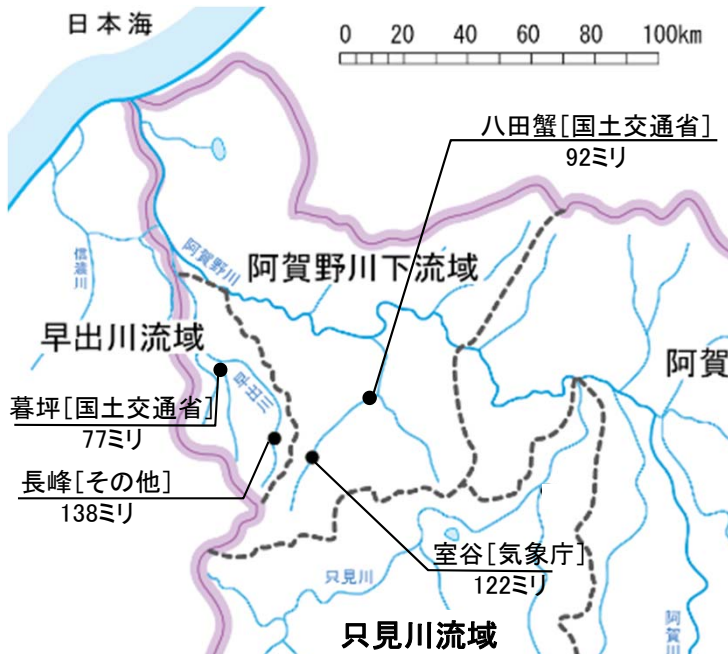 日本海
0 20 40 60 80 100km
八田蟹[国土交通省]
92ミリ
信濃川
阿賀野川
阿賀野川下流域
早出川流域
阿賀
早出川
暮坪[国土交通省]
77ミリ
長峰[その他]
138ミリ
室谷[気象庁]
122ミリ
只見川
阿賀川
只見川流域